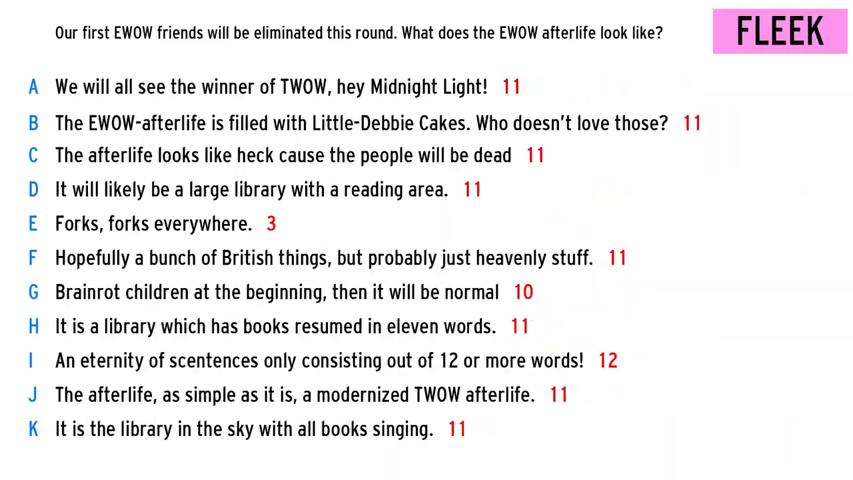 Our first EWOW friends will be eliminated this round. What does the EWOW afterlife look like?
FLEEK
A We will all see the winner of TWOW, hey Midnight Light! 11
B The EWOW-afterlife is filled with Little-Debbie Cakes. Who doesn't love those? 11
C The afterlife looks like heck cause the people will be dead 11
D It will likely be a large library with a reading area. 11
E Forks, forks everywhere. 3
F Hopefully a bunch of British things, but probably just heavenly stuff. 11
G Brainrot children at the beginning, then it will be normal 10
H It is a library which has books resumed in eleven words. 11
I An eternity of scentences only consisting out of 12 or more words! 12
J The afterlife, as simple as it is, a modernized TWOW afterlife. 11
K It is the library in the sky with all books singing. 11